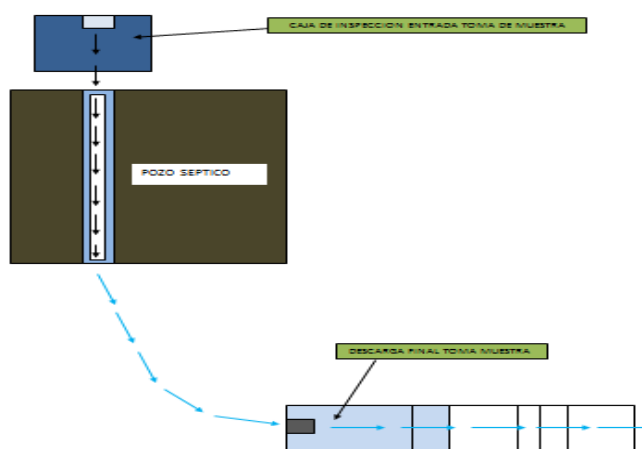 CAJA DE INSPECCION ENTRADA TOMA DE MUESTRA
POZO SEPTICO
DESCARGA FINAL TOMA MUESTRA